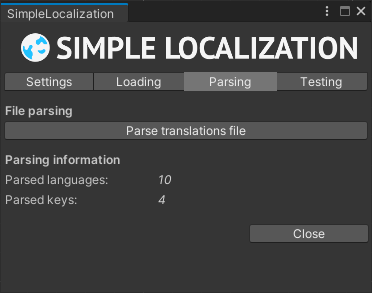 SimpleLocalization
SIMPLE LOCALIZATION
Settings Loading Parsing Testing
File parsing
Parse translations file
Parsing information
Parsed languages: 10
Parsed keys: 4
Close